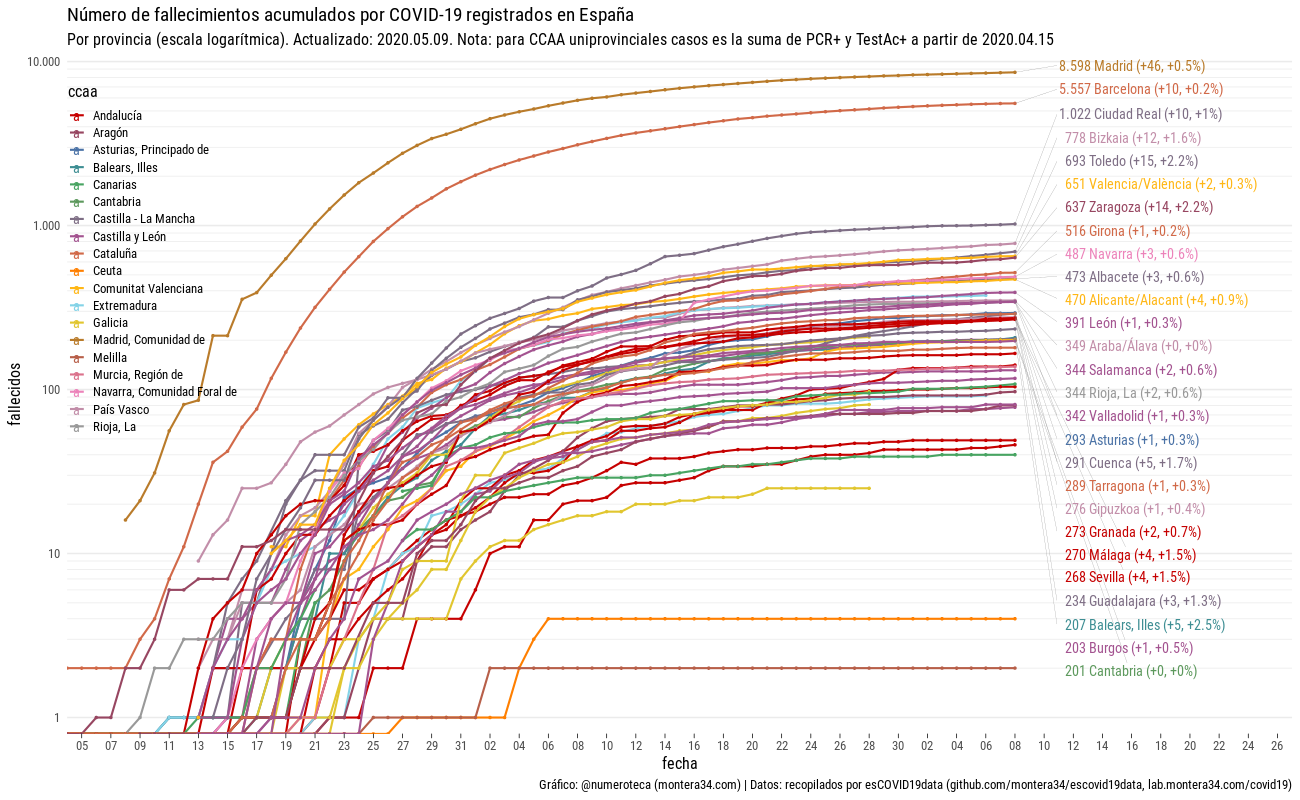 Número de fallecimientos acumulados por COVID-19 registrados en España
Por provincia (escala logarítmica). Actualizado: 2020.05.09. Nota: para CCAA uniprovinciales casos es la suma de PCR+ y TestAc+ a partir de 2020.04.15
fallecidos
10.000
1.000
100
10
1
ccaa
Andalucía
Aragón
Asturias, Principado de
Balears, Illes
Canarias
Cantabria
Castilla - La Mancha
Castilla y León
Cataluña
Ceuta
Comunitat Valenciana
Extremadura
Galicia
Madrid, Comunidad de
Melilla
Murcia, Región de
Navarra, Comunidad Foral de
País Vasco
Rioja, La
8.598 Madrid (+46, +0.5%)
5.557 Barcelona (+10, +0.2%)
1.022 Ciudad Real (+10, +1%)
778 Bizkaia (+12, +1.6%)
693 Toledo (+15, +2.2%)
651 Valencia/València (+2, +0.3%)
637 Zaragoza (+14, +2.2%)
516 Girona (+1, +0.2%)
487 Navarra (+3, +0.6%)
473 Albacete (+3, +0.6%)
470 Alicante/Alacant (+4, +0.9%)
391 León (+1, +0.3%)
349 Araba/Álava (+0, +0%)
344 Salamanca (+2, +0.6%)
344 Rioja, La (+2, +0.6%)
342 Valladolid (+1, +0.3%)
293 Asturias (+1, +0.3%)
291 Cuenca (+5, +1.7%)
289 Tarragona (+1, +0.3%)
276 Gipuzkoa (+1, +0.4%)
273 Granada (+2, +0.7%)
270 Málaga (+4, +1.5%)
268 Sevilla (+4, +1.5%)
234 Guadalajara (+3, +1.3%)
207 Balears, Illes (+5, +2.5%)
203 Burgos (+1, +0.5%)
201 Cantabria (+0, +0%)
05 07 09 11 13 15 17 19 21 23 25 27 29 31 02 04 06 08 10 12 14 16 18 20 22 24 26 28 30 02 04 06 08 10 12 14 16 18 20 22 24 26
fecha
Gráfico: @numeroteca (montera34.com) | Datos: recopilados por esCOVID19data (github.com/montera34/escovid19data, lab.montera34.com/covid19)